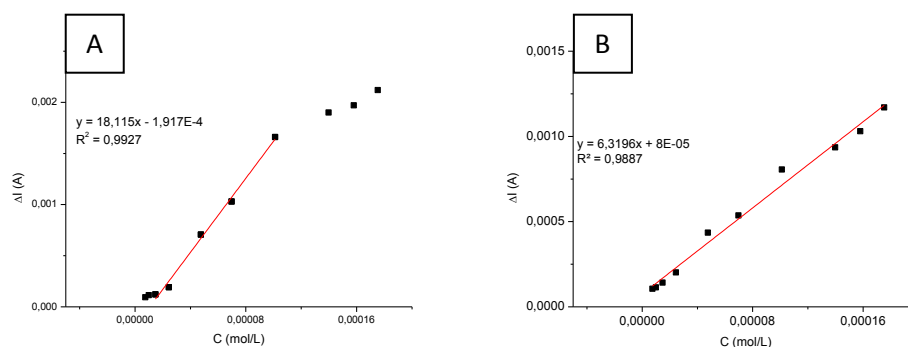 A
0,002
0,001
0,000
ΔI (A)
y = 18,115x - 1,917E-4
R² = 0,9927
0,00000
0,00008
0,00016
C (mol/L)
B
0,0015
0,0010
0,0005
0,0000
ΔI (A)
y = 6,3196x + 8E-05
R² = 0,9887
0,00000
0,00008
0,00016
C (mol/L)